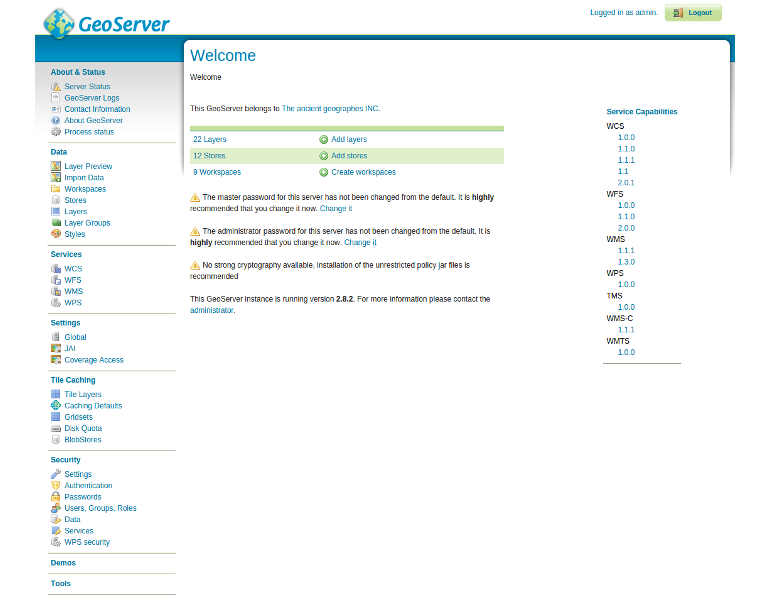 GeoServer
Logged in as admin.
Logout
About & Status
Server Status
GeoServer Logs
Contact Information
About GeoServer
Process status
Data
Layer Preview
Import Data
Workspaces
Stores
Layers
Layer Groups
Styles
Services
WCS
WFS
WMS
WPS
Settings
Global
JAI
Coverage Access
Tile Caching
Tile Layers
Caching Defaults
Gridsets
Disk Quota
BlobStores
Security
Settings
Authentication
Passwords
Users, Groups, Roles
Data
Services
WPS security
Demos
Tools
Welcome
Welcome
This GeoServer belongs to The ancient geographes INC.
22 Layers Add layers
12 Stores Add stores
9 Workspaces Create workspaces
The master password for this server has not been changed from the default. It is highly
recommended that you change it now. Change it
The administrator password for this server has not been changed from the default. It is
highly recommended that you change it now. Change it
No strong cryptography available, installation of the unrestricted policy jar files is
recommended
This GeoServer instance is running version 2.8.2. For more information please contact the
administrator.
Service Capabilities
WCS
1.0.0
1.1.0
1.1.1
1.1
2.0.1
WFS
1.0.0
1.1.0
2.0.0
WMS
1.1.1
1.3.0
WPS
1.0.0
TMS
1.0.0
WMS-C
1.1.1
WMTS
1.0.0